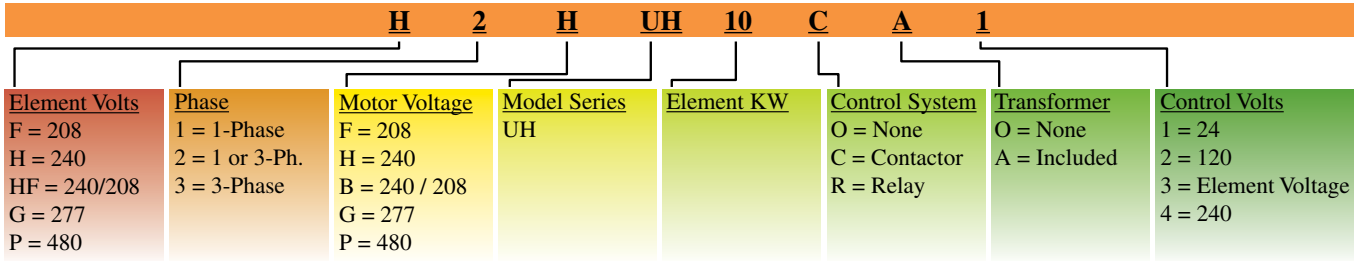 H 2 H UH 10 C A 1
Element Volts
F = 208
H = 240
HF = 240/208
G = 277
P = 480
Phase
1 = 1-Phase
2 = 1 or 3-Ph.
3 = 3-Phase
Motor Voltage
F = 208
H = 240
B = 240 / 208
G = 277
P = 480
Model Series
UH
Element KW
Control System
O = None
C = Contactor
R = Relay
Transformer
O = None
A = Included
Control Volts
1 = 24
2 = 120
3 = Element Voltage
4 = 240